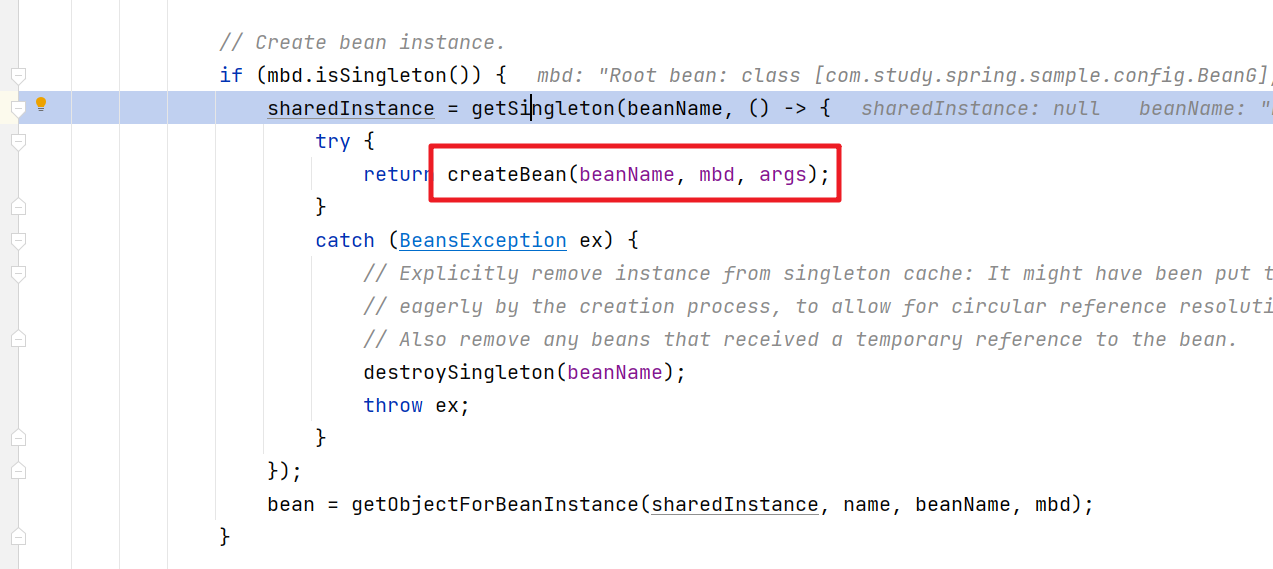 // Create bean instance.
if (mbd.isSingleton()) { mbd: "Root bean: class [com.study.spring.sample.config.BeanG];
sharedInstance = getSingleton(beanName, () -> { sharedInstance: null beanName: "
try {
return createBean(beanName, mbd, args);
}
catch (BeansException ex) {
// Explicitly remove instance from singleton cache: It might have been put t
// eagerly by the creation process, to allow for circular reference resoluti
// Also remove any beans that received a temporary reference to the bean.
destroySingleton(beanName);
throw ex;
}
});
bean = getObjectForBeanInstance(sharedInstance, name, beanName, mbd);
}